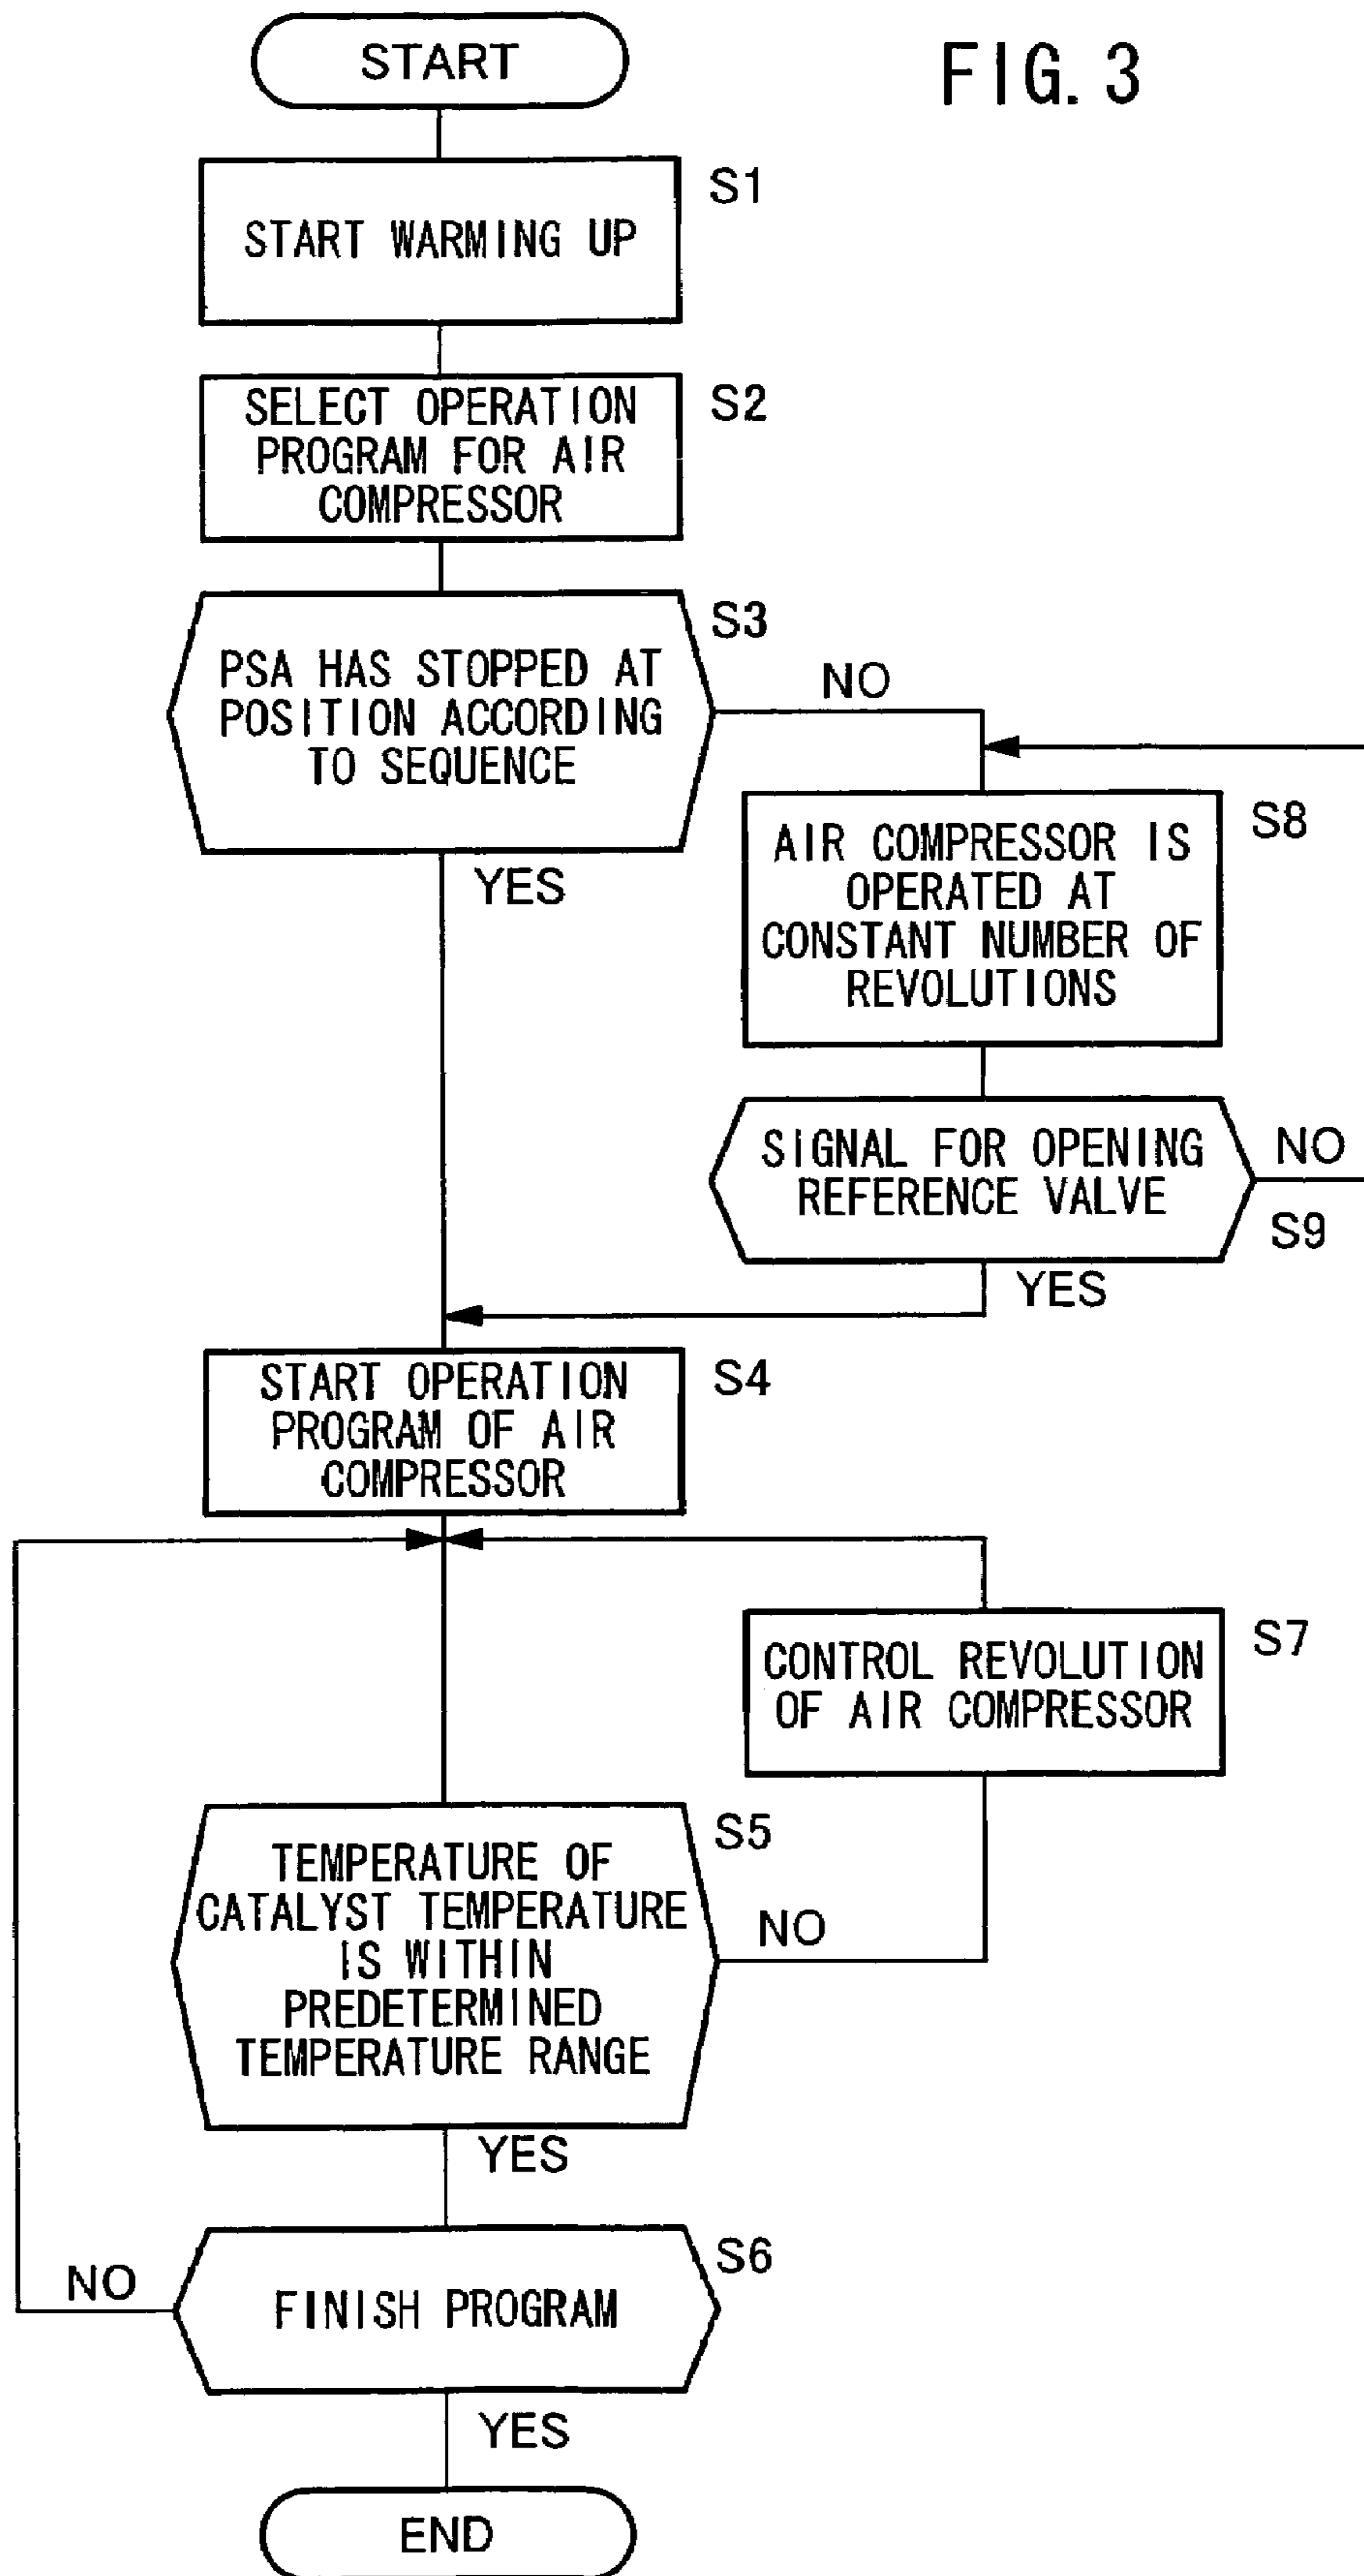 START
FIG. 3
S1
START WARMING UP
S2
SELECT OPERATION
PROGRAM FOR AIR
COMPRESSOR
S3
PSA HAS STOPPED AT
POSITION ACCORDING
TO SEQUENCE
NO
YES
S8
AIR COMPRESSOR IS
OPERATED AT
CONSTANT NUMBER OF
REVOLUTIONS
SIGNAL FOR OPENING
REFERENCE VALVE
NO
S9
YES
S4
START OPERATION
PROGRAM OF AIR
COMPRESSOR
S7
CONTROL REVOLUTION
OF AIR COMPRESSOR
S5
TEMPERATURE OF
CATALYST TEMPERATURE
IS WITHIN
PREDETERMINED
TEMPERATURE RANGE
NO
YES
S6
NO
FINISH PROGRAM
YES
END